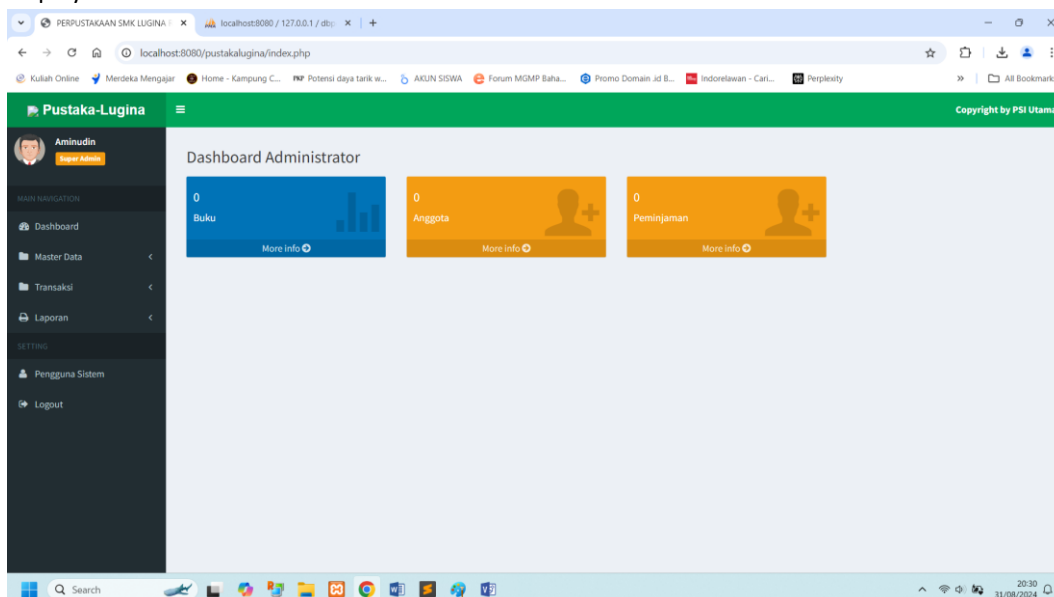 PERPUSTAKAAN SMK LUGINA
localhost:8080 / 127.0.0.1 / dbp
localhost:8080/pustakalugina/index.php
Kuliah Online
Merdeka Mengajar
Home - Kampung C...
Potensi daya tarik w...
AKUN SISWA
Forum MGMP Baha...
Promo Domain .id B...
Indorelawan - Cari...
Perplexity
All Bookmark
Pustaka-Lugina
Copyright by PSI Utama
Aminudin
Super Admin
MAIN NAVIGATION
Dashboard
Master Data
Transaksi
Laporan
SETTING
Pengguna Sistem
Logout
Dashboard Administrator
0
Buku
More info
0
Anggota
More info
0
Peminjaman
More info
Search
20:30
31/08/2024